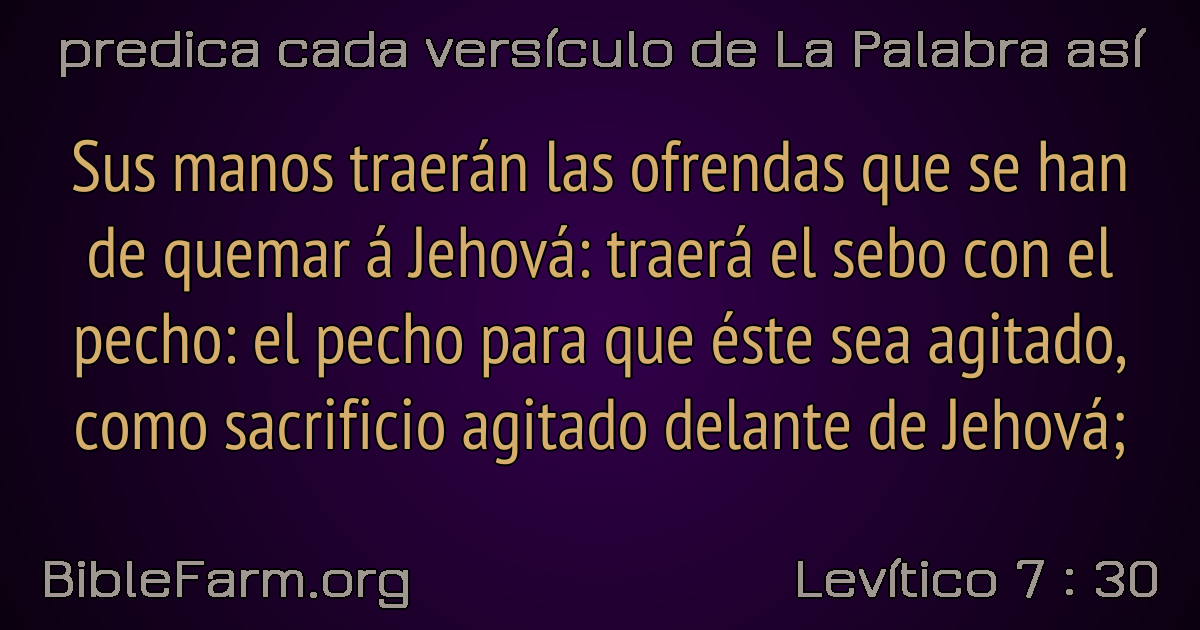 predica cada versículo de La Palabra así
Sus manos traerán las ofrendas que se han
de quemar á Jehová: traerá el sebo con el
pecho: el pecho para que éste sea agitado,
como sacrificio agitado delante de Jehová;
BibleFarm.org
Levítico 7 : 30